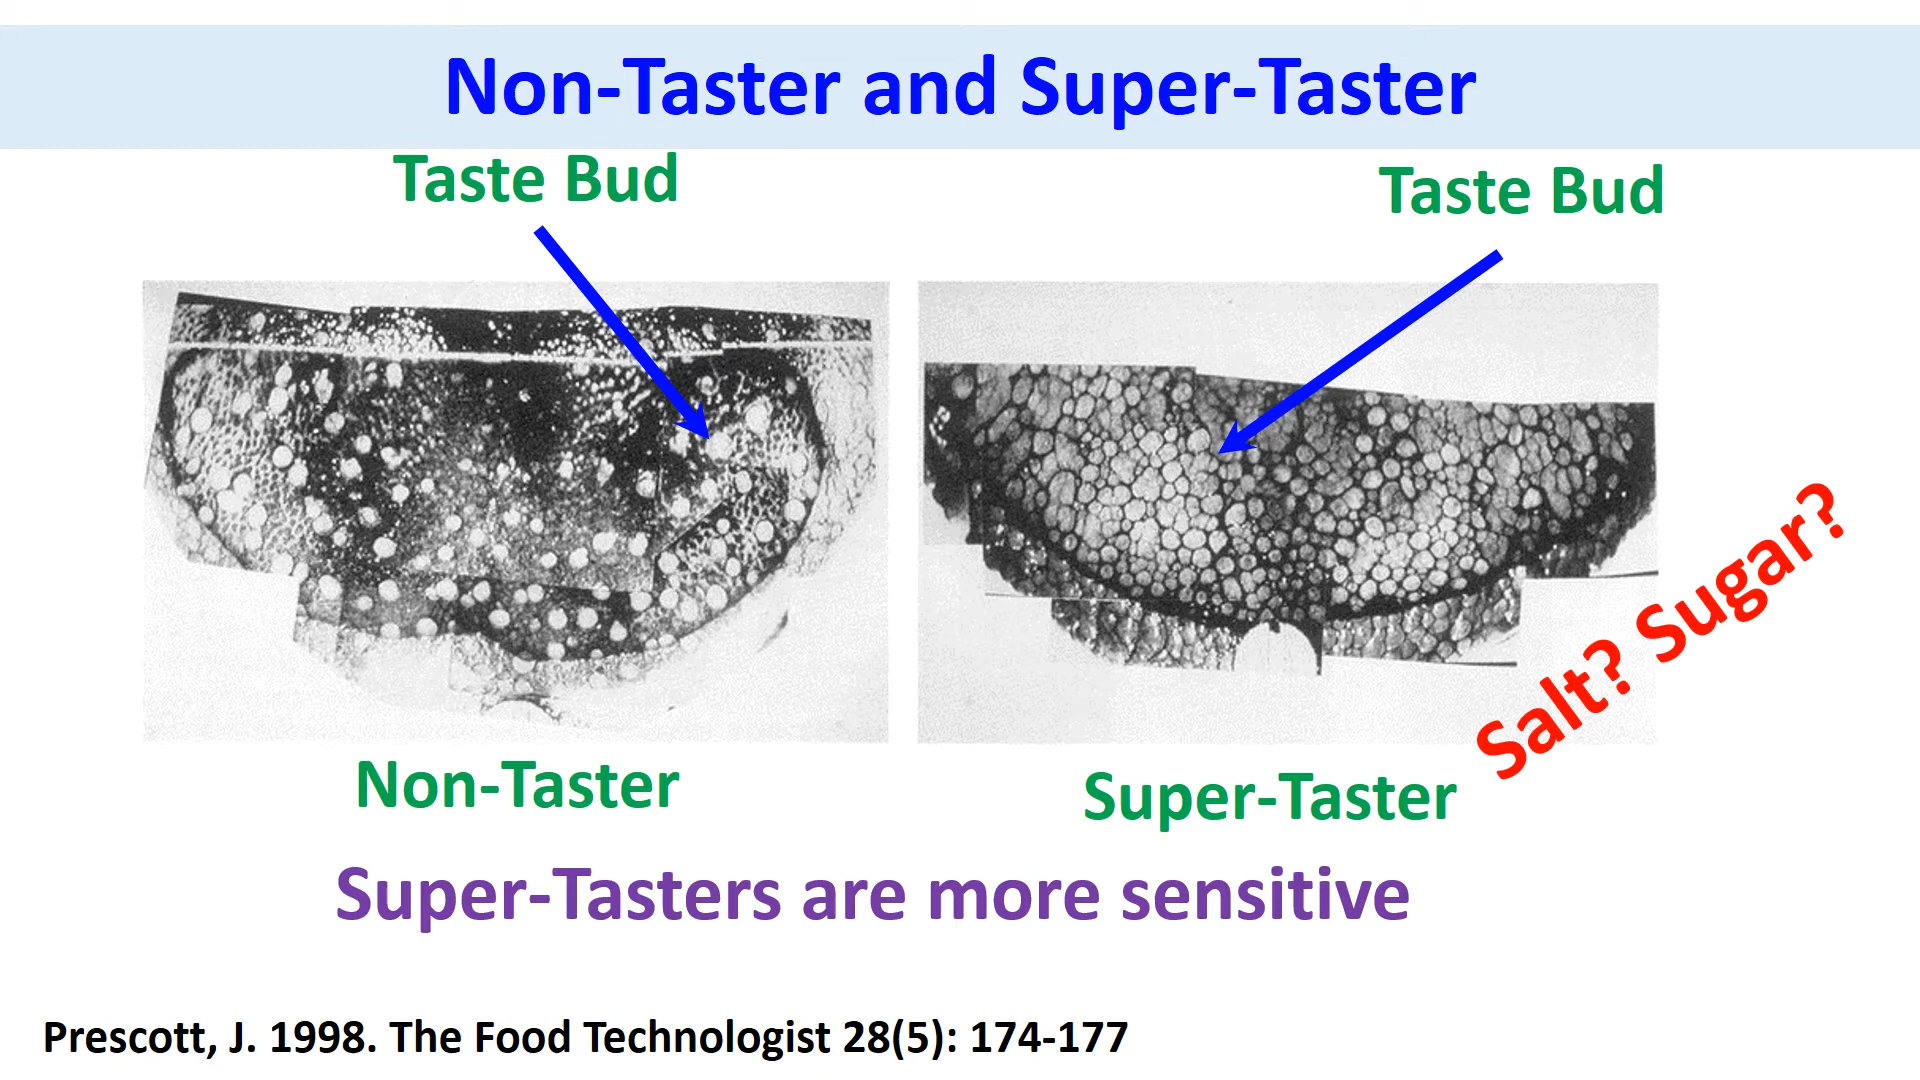 Non-Taster and Super-Taster
Taste Bud
Taste Bud
Salt? Sugar?
Non-Taster
Super-Taster
Super-Tasters are more sensitive
Prescott, J. 1998. The Food Technologist 28(5): 174-177